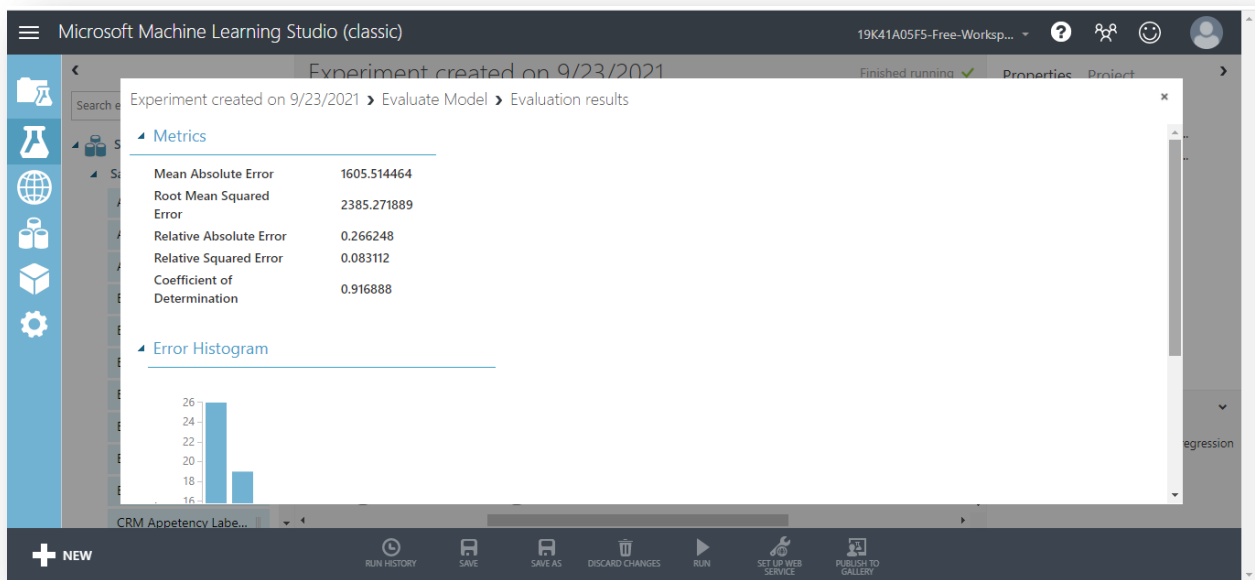 Microsoft Machine Learning Studio (classic)
19K41A05F5-Free-Worksp...
Experiment created on 9/23/2021
Finished running
Properties Project
Search e
Experiment created on 9/23/2021 > Evaluate Model > Evaluation results
×
Metrics
Mean Absolute Error 1605.514464
Root Mean Squared
Error 2385.271889
Relative Absolute Error 0.266248
Relative Squared Error 0.083112
Coefficient of
Determination 0.916888
Error Histogram
26
24
22
20
18
16
egression
CRM Appetency Labe...
NEW
RUN HISTORY
SAVE
SAVE AS
DISCARD CHANGES
RUN
SET UP WEB
SERVICE
PUBLISH TO
GALLERY